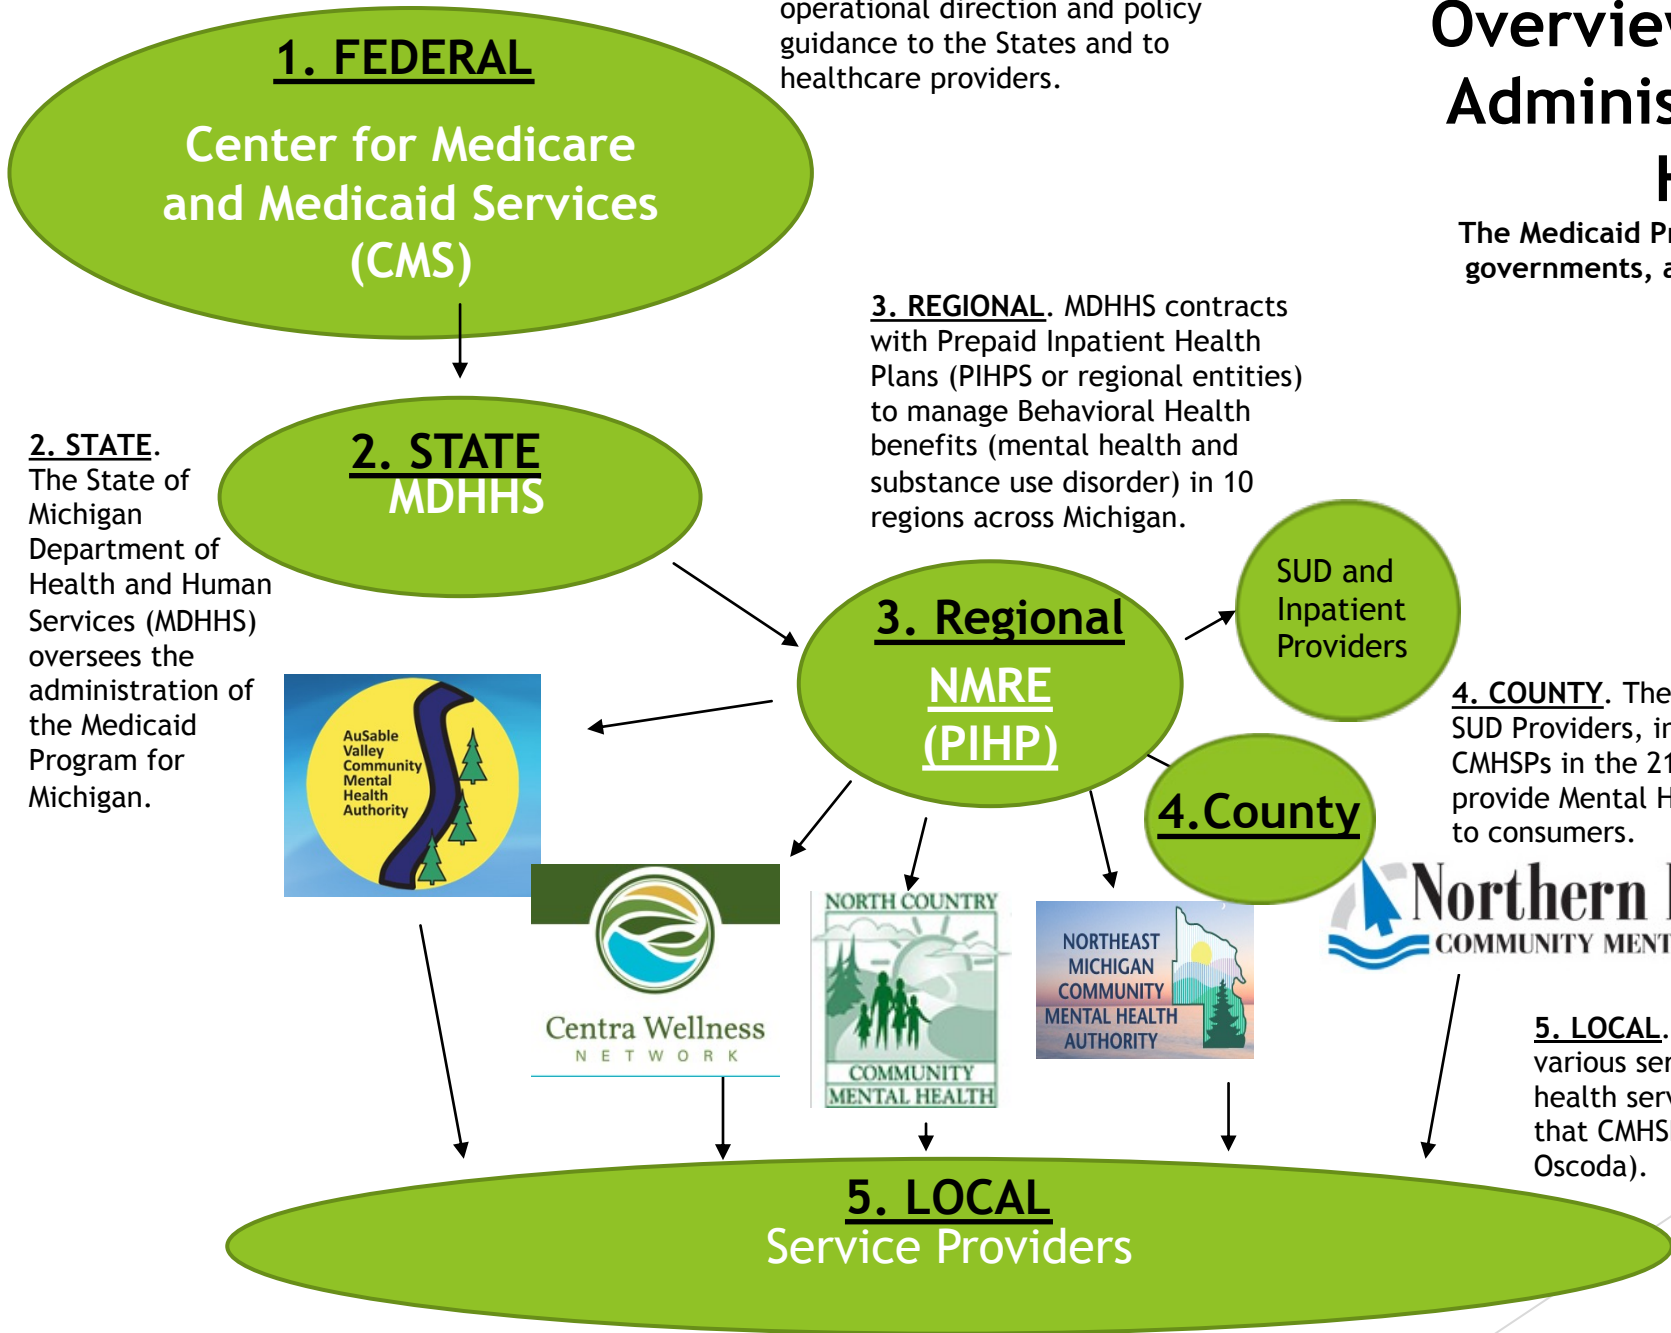 operational direction and policy
guidance to the States and to
healthcare providers.
Overview
Adminis
H
The Medicaid Pr
governments, a
1. FEDERAL
Center for Medicare
and Medicaid Services
(CMS)
3. REGIONAL. MDHHS contracts
with Prepaid Inpatient Health
Plans (PIHPS or regional entities)
to manage Behavioral Health
benefits (mental health and
substance use disorder) in 10
regions across Michigan.
2. STATE.
The State of
Michigan
Department of
Health and Human
Services (MDHHS)
oversees the
administration of
the Medicaid
Program for
Michigan.
2. STATE
MDHHS
3. Regional
NMRE
(PIHP)
SUD and
Inpatient
Providers
4. COUNTY. The
SUD Providers, in
CMHSPs in the 21
provide Mental H
to consumers.
4.County
AuSable
Valley
Community
Mental
Health
Authority
Centra Wellness
NETWORK
NORTH COUNTRY
COMMUNITY
MENTAL HEALTH
NORTHEAST
MICHIGAN
COMMUNITY
MENTAL HEALTH
AUTHORITY
Northern
COMMUNITY MENT
5. LOCAL.
various ser
health serv
that CMHS
Oscoda).
5. LOCAL
Service Providers